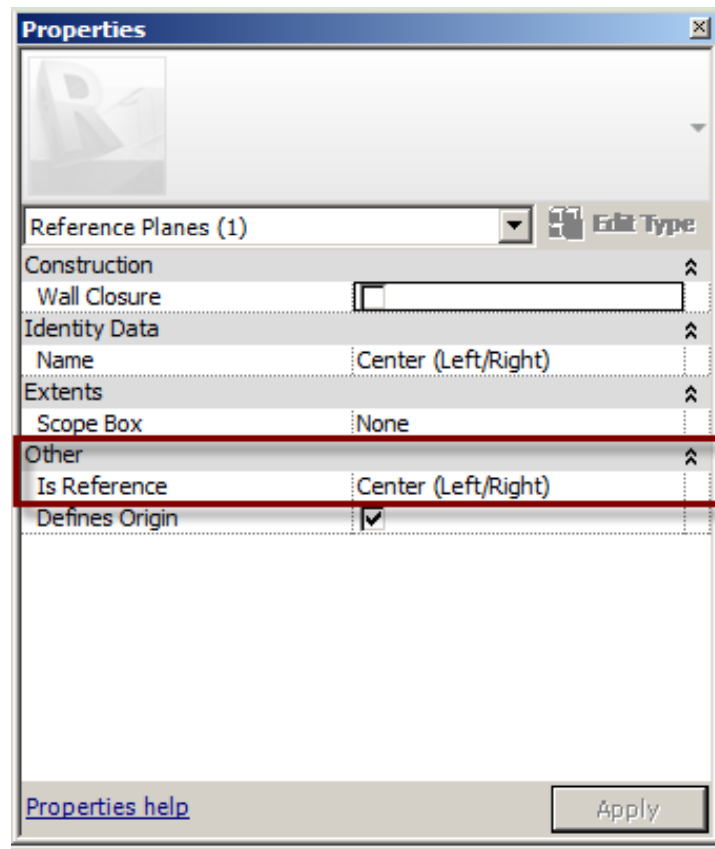 Properties
Reference Planes (1)
Edit Type
Construction
Wall Closure
Identity Data
Name Center (Left/Right)
Extents
Scope Box None
Other
Is Reference Center (Left/Right)
Defines Origin
Properties help Apply